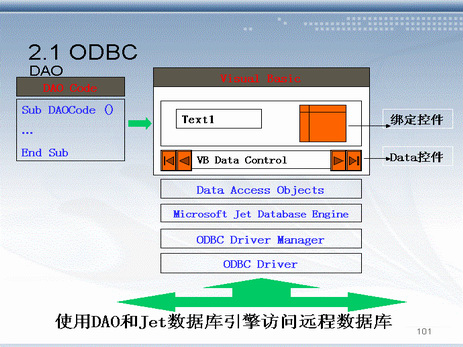 2.1 ODBC
DAO
DAO Code
Sub DAOCode ()
...
End Sub
Visual Basic
Text1
绑定控件
VB Data Control
Data控件
Data Access Objects
Microsoft Jet Database Engine
ODBC Driver Manager
ODBC Driver
使用DAO和Jet数据库引擎访问远程数据库
101